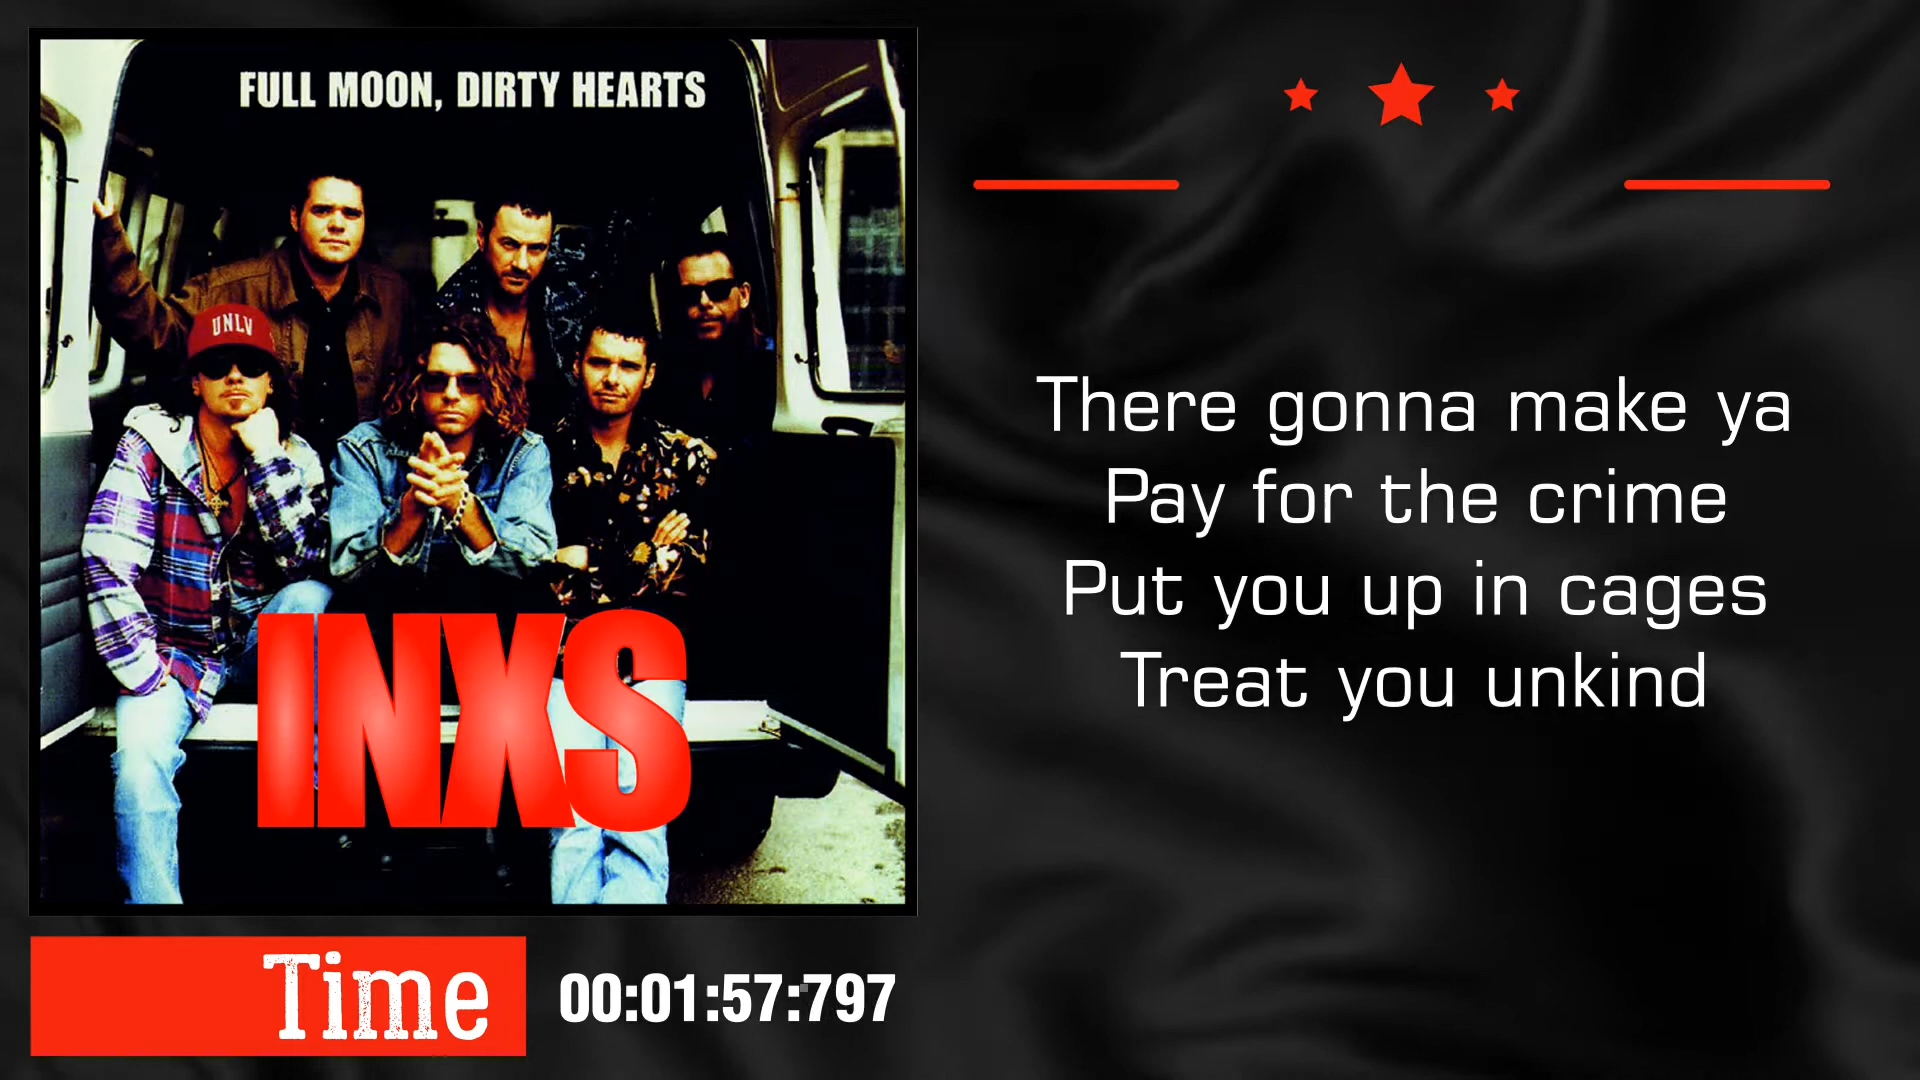 FULL MOON, DIRTY HEARTS
UNLV
INXS
There gonna make ya
Pay for the crime
Put you up in cages
Treat you unkind
Time
00:01:57:797